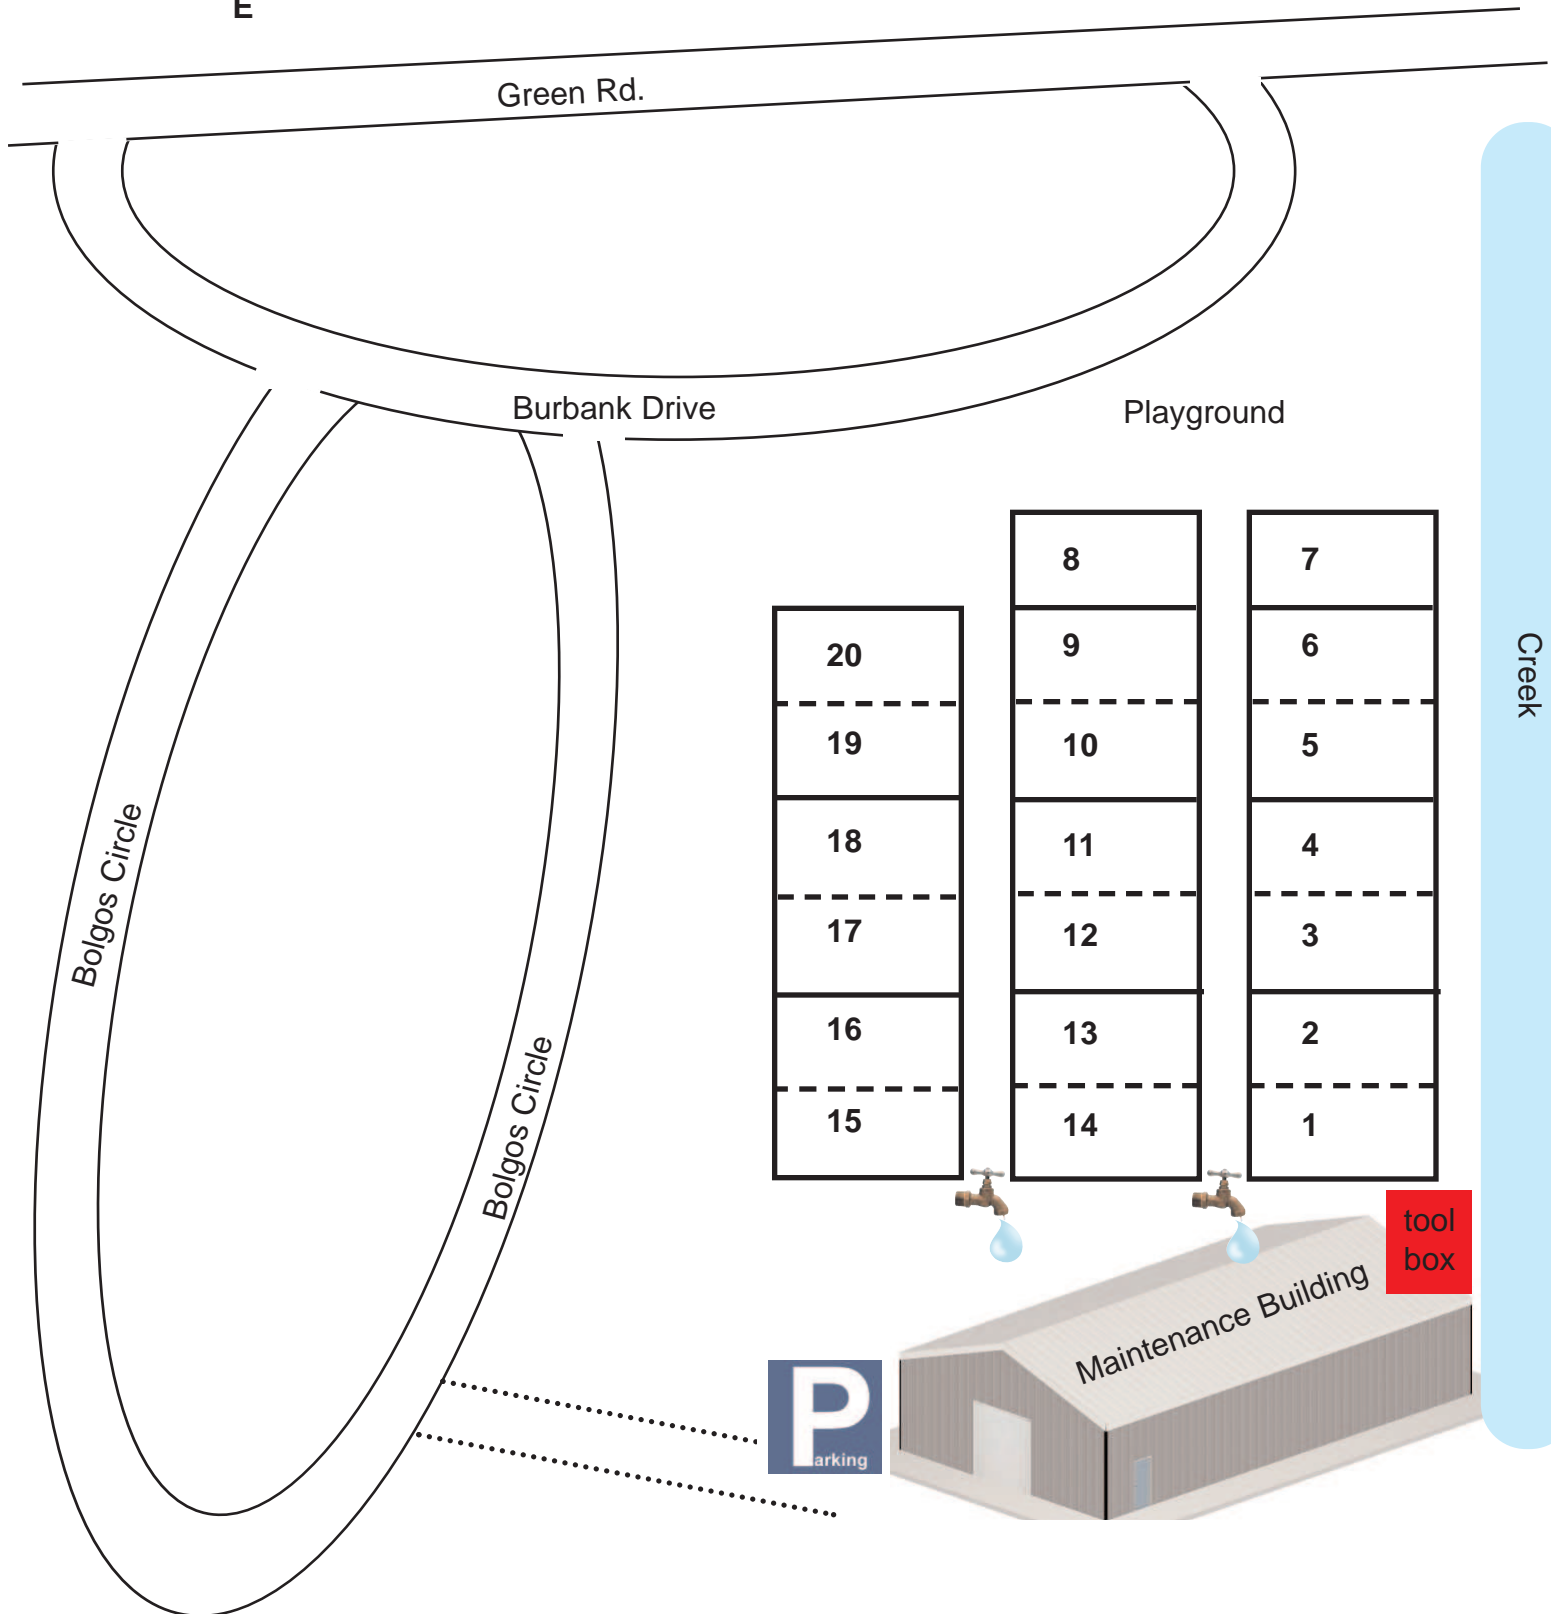 E
Green Rd.
Burbank Drive
Playground
8
7
20
9
6
19
10
5
Creek
18
11
4
17
12
3
Bolgos Circle
16
13
2
Bolgos Circle
15
14
1
tool
box
Maintenance Building
Parking